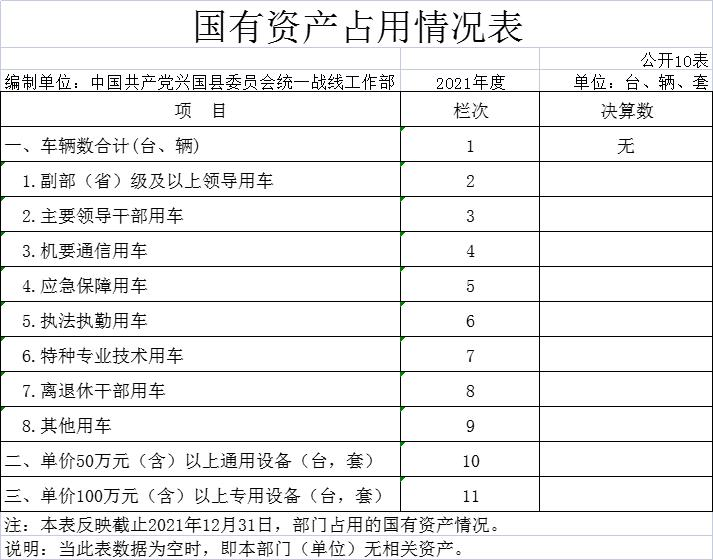 国有资产占用情况表
公开10表
编制单位：中国共产党兴国县委员会统一战线工作部 2021年度 单位：台、辆、套
项 目 栏次 决算数
一、车辆数合计(台、辆) 1 无
1.副部（省）级及以上领导用车 2
2.主要领导干部用车 3
3.机要通信用车 4
4.应急保障用车 5
5.执法执勤用车 6
6.特种专业技术用车 7
7.离退休干部用车 8
8.其他用车 9
二、单价50万元（含）以上通用设备（台，套） 10
三、单价100万元（含）以上专用设备（台，套） 11
注：本表反映截止2021年12月31日，部门占用的国有资产情况。
说明：当此表数据为空时，即本部门（单位）无相关资产。